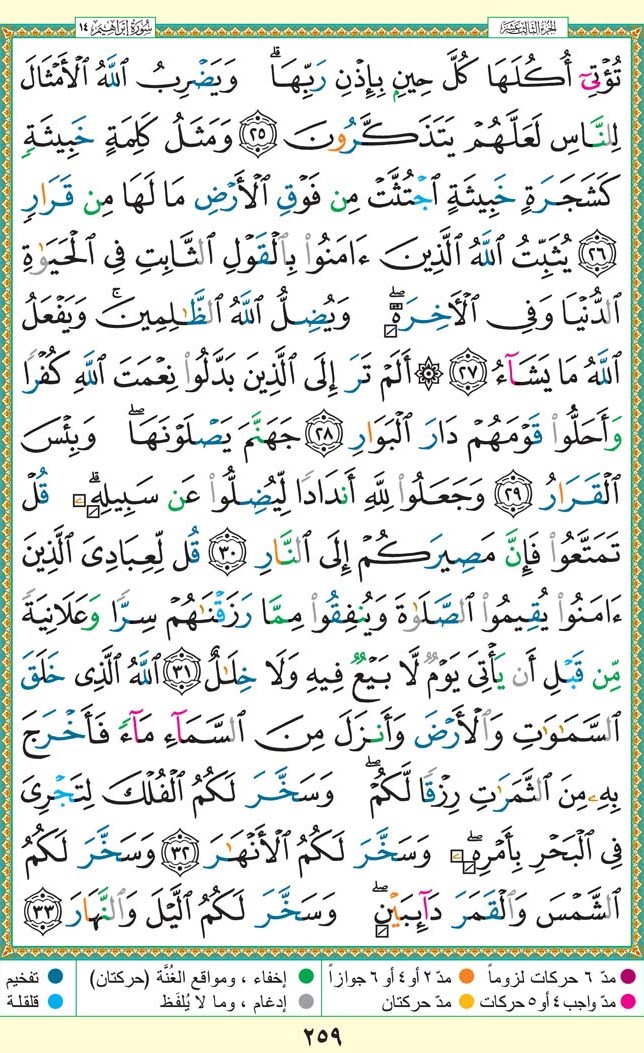 الجزء الثالث عشر
سُورَةُ إِبْرَاهِيم ١٤
تُؤْتِىٓ أُكُلَهَا كُلَّ حِينٍۭ بِإِذْنِ رَبِّهَا ۗ وَيَضْرِبُ ٱللَّهُ ٱلْأَمْثَالَ
لِلنَّاسِ لَعَلَّهُمْ يَتَذَكَّرُونَ ٢٥ وَمَثَلُ كَلِمَةٍ خَبِيثَةٍ
كَشَجَرَةٍ خَبِيثَةٍ ٱجْتُثَّتْ مِن فَوْقِ ٱلْأَرْضِ مَا لَهَا مِن قَرَارٍ
٢٦ يُثَبِّتُ ٱللَّهُ ٱلَّذِينَ ءَامَنُوا۟ بِٱلْقَوْلِ ٱلثَّابِتِ فِى ٱلْحَيَوٰةِ
ٱلدُّنْيَا وَفِى ٱلْأَخِرَةِ ۖ وَيُضِلُّ ٱللَّهُ ٱلظَّـٰلِمِينَ ۚ وَيَفْعَلُ
ٱللَّهُ مَا يَشَآءُ ٢٧ ۞ أَلَمْ تَرَ إِلَى ٱلَّذِينَ بَدَّلُوا۟ نِعْمَتَ ٱللَّهِ كُفْرًا
وَأَحَلُّوا۟ قَوْمَهُمْ دَارَ ٱلْبَوَارِ ٢٨ جَهَنَّمَ يَصْلَوْنَهَا ۖ وَبِئْسَ
ٱلْقَرَارُ ٢٩ وَجَعَلُوا۟ لِلَّهِ أَندَادًا لِّيُضِلُّوا۟ عَن سَبِيلِهِۦ ۗ قُلْ
تَمَتَّعُوا۟ فَإِنَّ مَصِيرَكُمْ إِلَى ٱلنَّارِ ٣٠ قُل لِّعِبَادِىَ ٱلَّذِينَ
ءَامَنُوا۟ يُقِيمُوا۟ ٱلصَّلَوٰةَ وَيُنفِقُوا۟ مِمَّا رَزَقْنَـٰهُمْ سِرًّا وَعَلَانِيَةً
مِّن قَبْلِ أَن يَأْتِىَ يَوْمٌ لَّا بَيْعٌ فِيهِ وَلَا خِلَـٰلٌ ٣١ ٱللَّهُ ٱلَّذِى خَلَقَ
ٱلسَّمَـٰوَٰتِ وَٱلْأَرْضَ وَأَنزَلَ مِنَ ٱلسَّمَآءِ مَآءً فَأَخْرَجَ
بِهِۦ مِنَ ٱلثَّمَرَٰتِ رِزْقًا لَّكُمْ ۖ وَسَخَّرَ لَكُمُ ٱلْفُلْكَ لِتَجْرِىَ
فِى ٱلْبَحْرِ بِأَمْرِهِۦ ۖ وَسَخَّرَ لَكُمُ ٱلْأَنْهَـٰرَ ٣٢ وَسَخَّرَ لَكُمُ
ٱلشَّمْسَ وَٱلْقَمَرَ دَآئِبَيْنِ ۖ وَسَخَّرَ لَكُمُ ٱلَّيْلَ وَٱلنَّهَارَ ٣٣
مدّ ٦ حركات لزوماً مدّ ٢ أو ٤ أو ٦ جوازاً إخفاء ، ومواقع الغُنَّة (حركتان) تفخيم
مدّ واجب ٤ أو ٥ حركات مدّ حركتان إدغام ، وما لا يُلفَظ قلقلة
٢٥٩